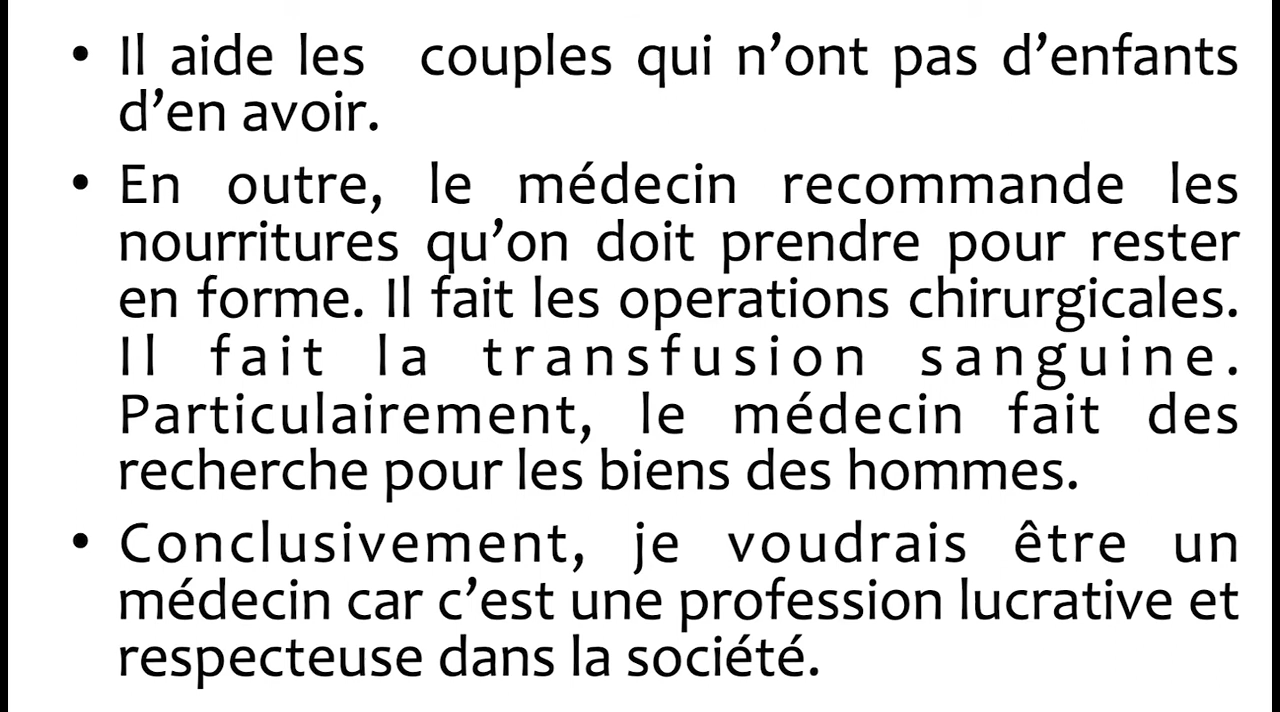 • Il aide les couples qui n’ont pas d’enfants
d’en avoir.
• En outre, le médecin recommande les
nourritures qu’on doit prendre pour rester
en forme. Il fait les operations chirurgicales.
Il fait la transfusion sanguine.
Particulairement, le médecin fait des
recherche pour les biens des hommes.
• Conclusivement, je voudrais être un
médecin car c’est une profession lucrative et
respecteuse dans la société.